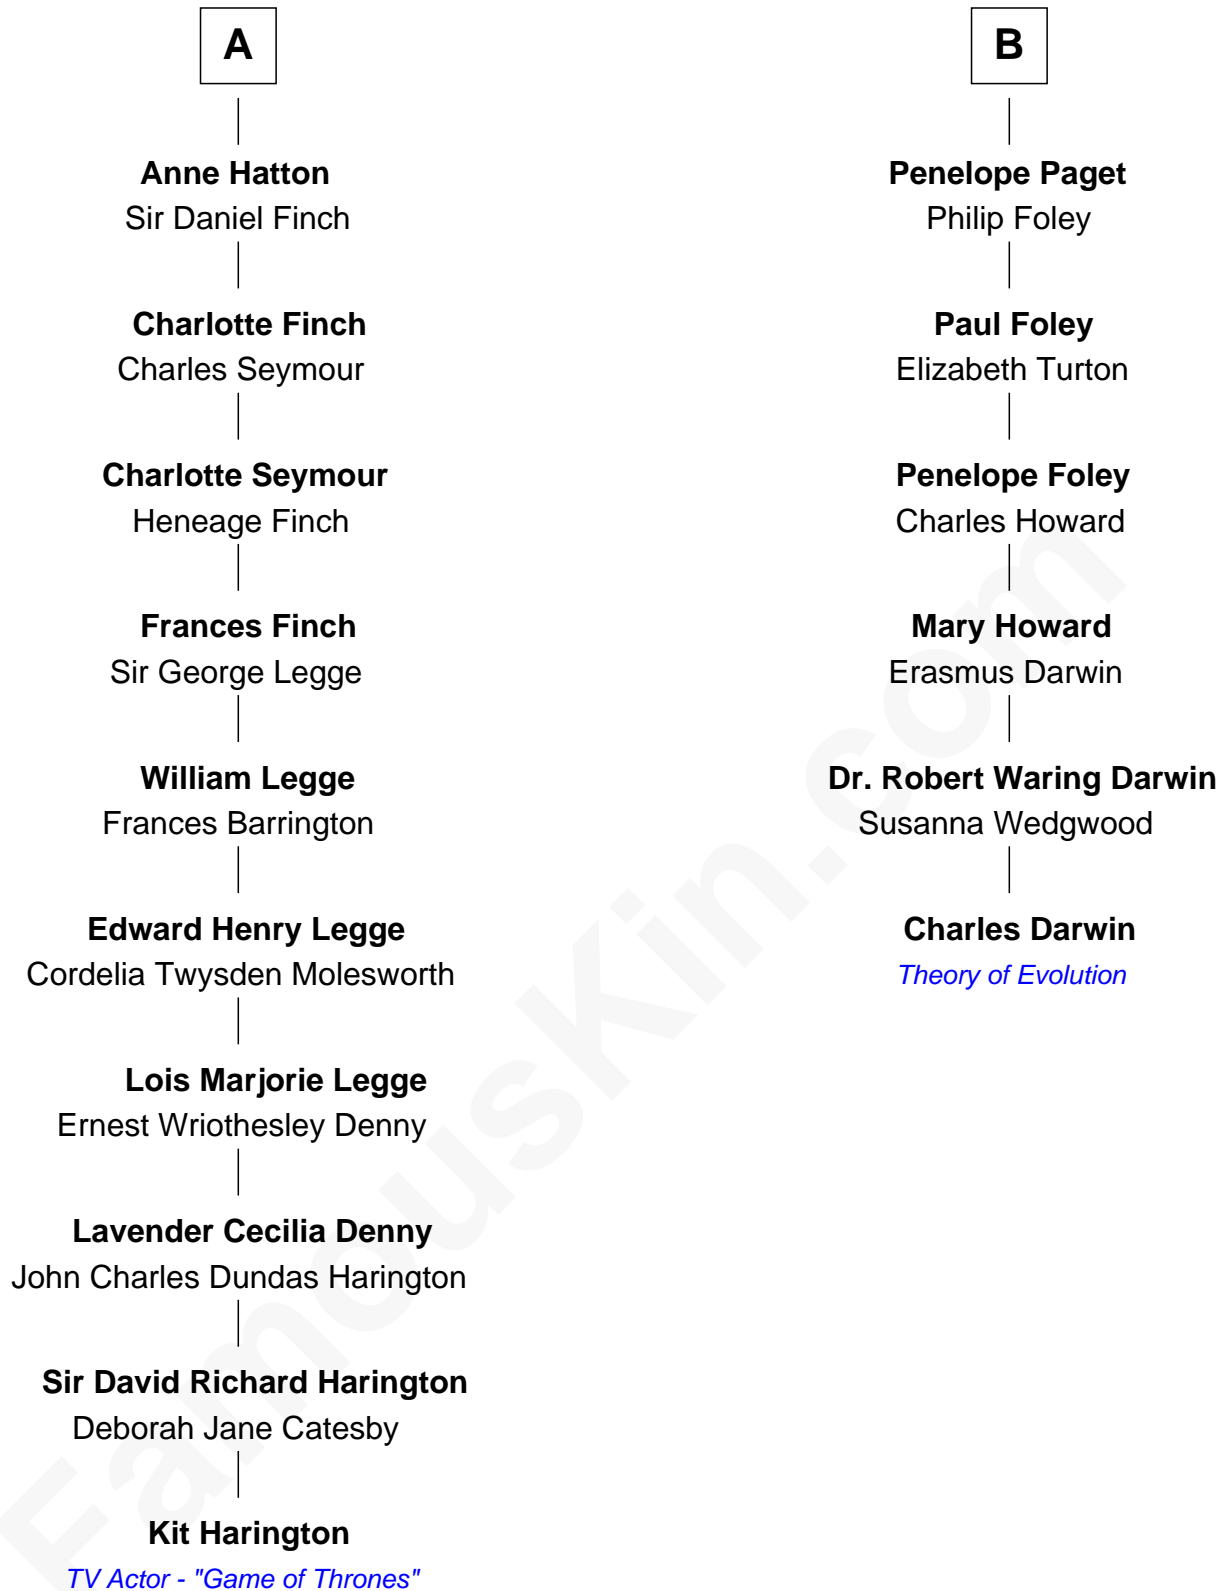 A
Anne Hatton
Sir Daniel Finch
Charlotte Finch
Charles Seymour
Charlotte Seymour
Heneage Finch
Frances Finch
Sir George Legge
William Legge
Frances Barrington
Edward Henry Legge
Cordelia Twysden Molesworth
Lois Marjorie Legge
Ernest Wriothesley Denny
Lavender Cecilia Denny
John Charles Dundas Harington
Sir David Richard Harington
Deborah Jane Catesby
Kit Harington
TV Actor - "Game of Thrones"
B
Penelope Paget
Philip Foley
Paul Foley
Elizabeth Turton
Penelope Foley
Charles Howard
Mary Howard
Erasmus Darwin
Dr. Robert Waring Darwin
Susanna Wedgwood
Charles Darwin
Theory of Evolution
FamousKin.com